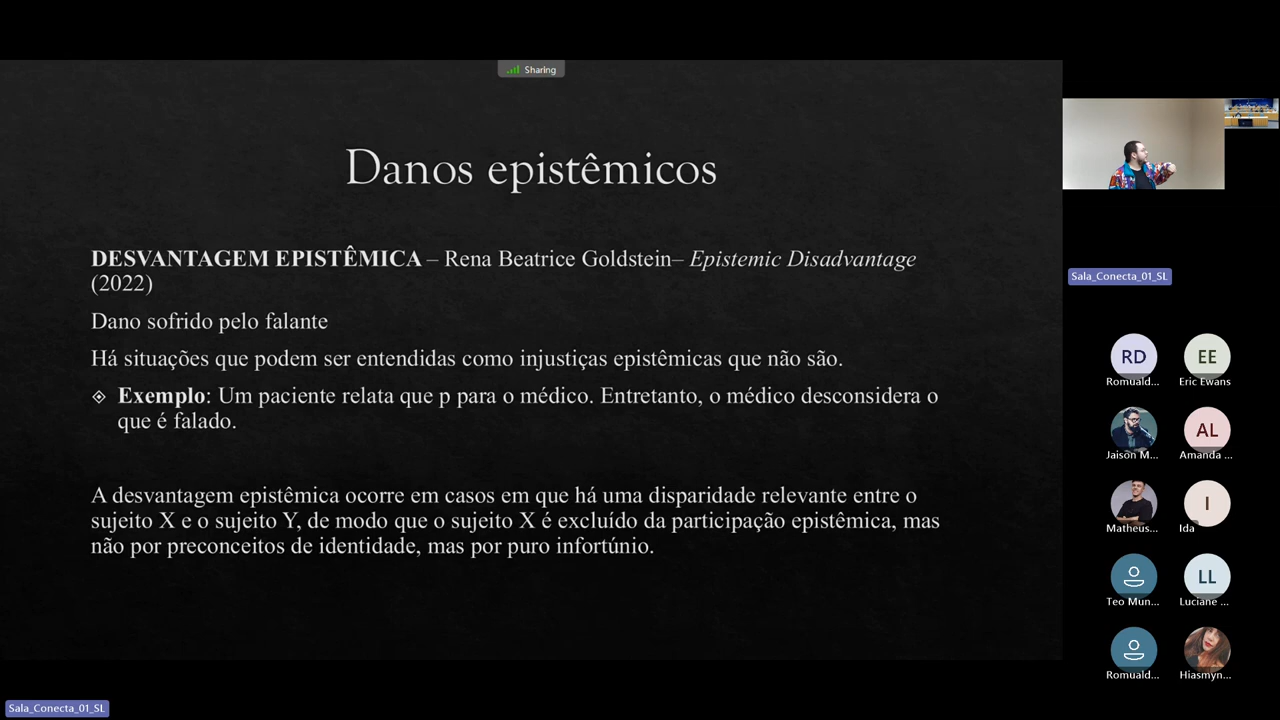 Sharing
Danos epistêmicos
DESVANTAGEM EPISTÊMICA – Rena Beatrice Goldstein– Epistemic Disadvantage
(2022)
Dano sofrido pelo falante
Há situações que podem ser entendidas como injustiças epistêmicas que não são.
Exemplo: Um paciente relata que p para o médico. Entretanto, o médico desconsidera o
que é falado.
A desvantagem epistêmica ocorre em casos em que há uma disparidade relevante entre o
sujeito X e o sujeito Y, de modo que o sujeito X é excluído da participação epistêmica, mas
não por preconceitos de identidade, mas por puro infortúnio.
Sala_Conecta_01_SL
RD EE
Romuald... Eric Ewans
AL
Jaison M... Amanda ...
I
Matheus... Ida
LL
Teo Mun... Luciane ...
Romuald... Hiasmyn...
Sala_Conecta_01_SL